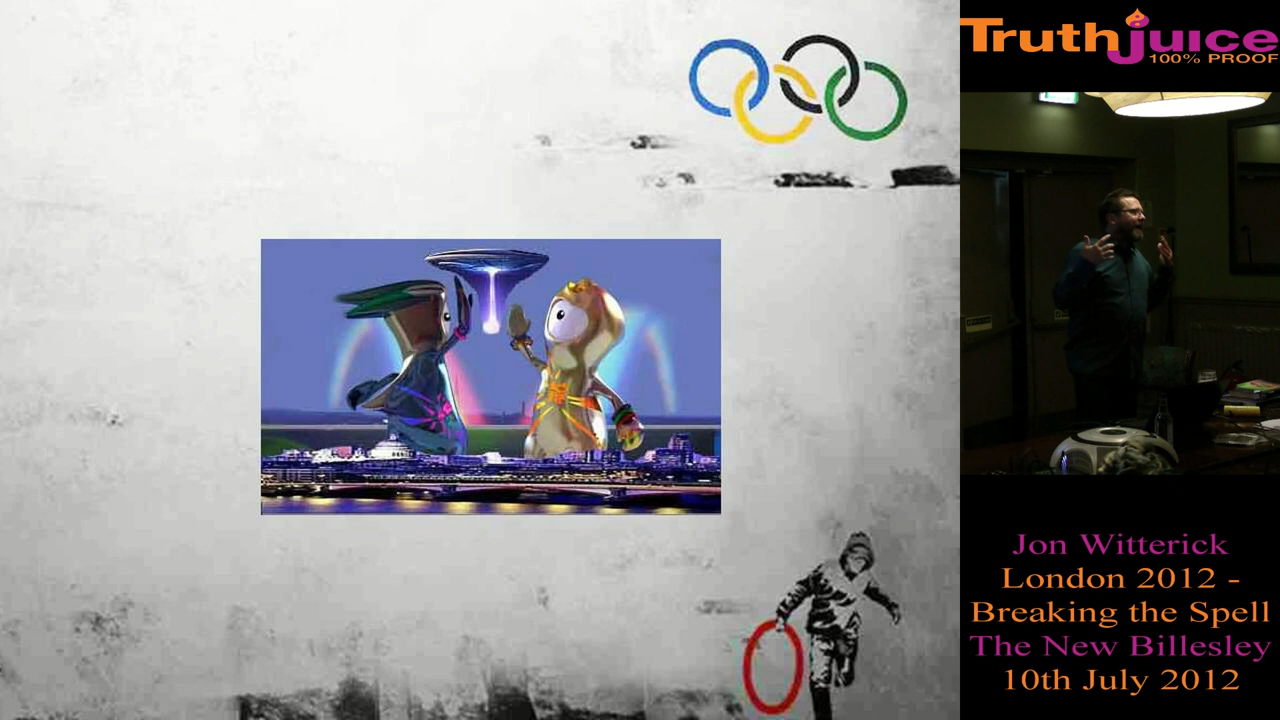 Truthjuice
100% PROOF
Jon Witterick
London 2012 -
Breaking the Spell
The New Billesley
10th July 2012